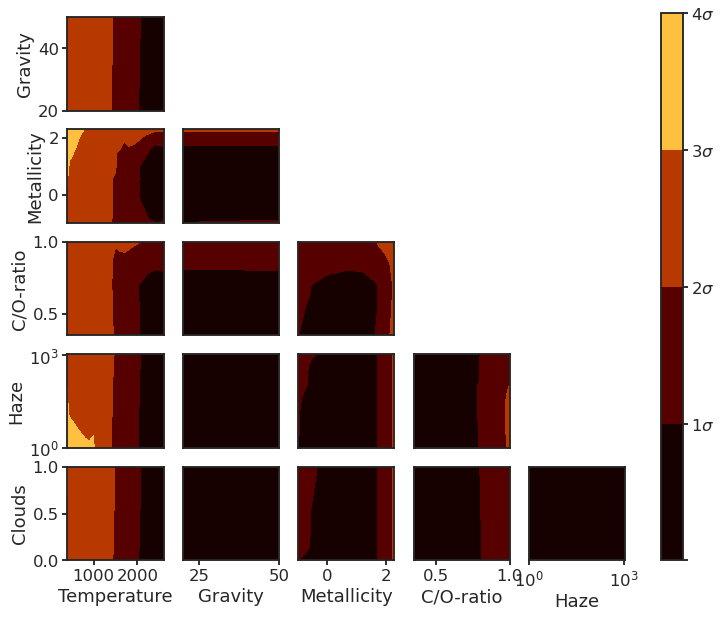 4σ
Gravity
40
20
3σ
Metallicity
2
0
C/O-ratio
1.0
0.5
2σ
Haze
10³
10⁰
1σ
Clouds
1.0
0.5
0.0
1000 2000 25 50 0 2 0.5 1.0 10⁰ 10³
Temperature Gravity Metallicity C/O-ratio Haze